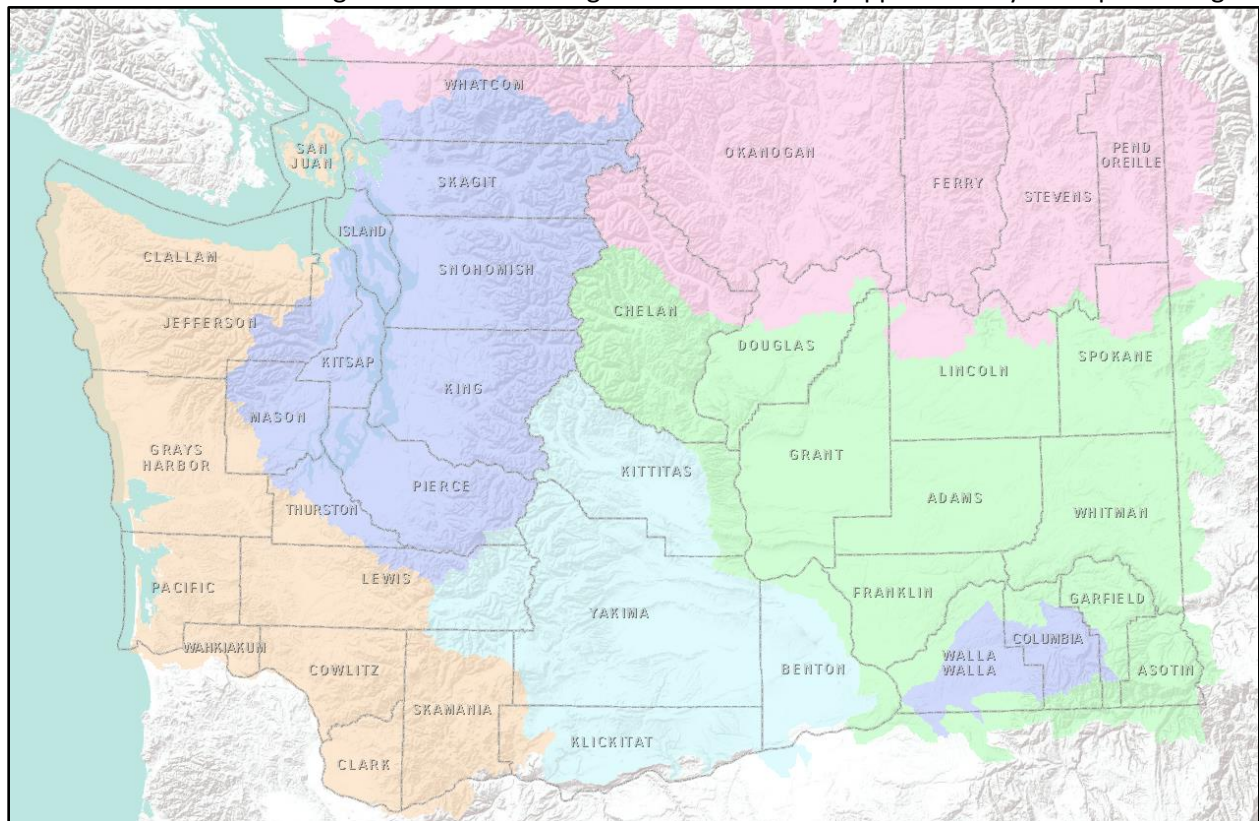 WHATCOM
SAN
JUAN
SKAGIT
OKANOGAN
FERRY
STEVENS
PEND
OREILLE
ISLAND
CLALLAM
SNOHOMISH
CHELAN
JEFFERSON
DOUGLAS
KITSAP
KING
LINCOLN
SPOKANE
MASON
GRAYS
HARBOR
KITTITAS
GRANT
PIERCE
ADAMS
WHITMAN
THURSTON
PACIFIC
LEWIS
YAKIMA
FRANKLIN
GARFIELD
WAHKIAKUM
COWLITZ
BENTON
WALLA
WALLA
COLUMBIA
ASOTIN
SKAMANIA
KLICKITAT
CLARK